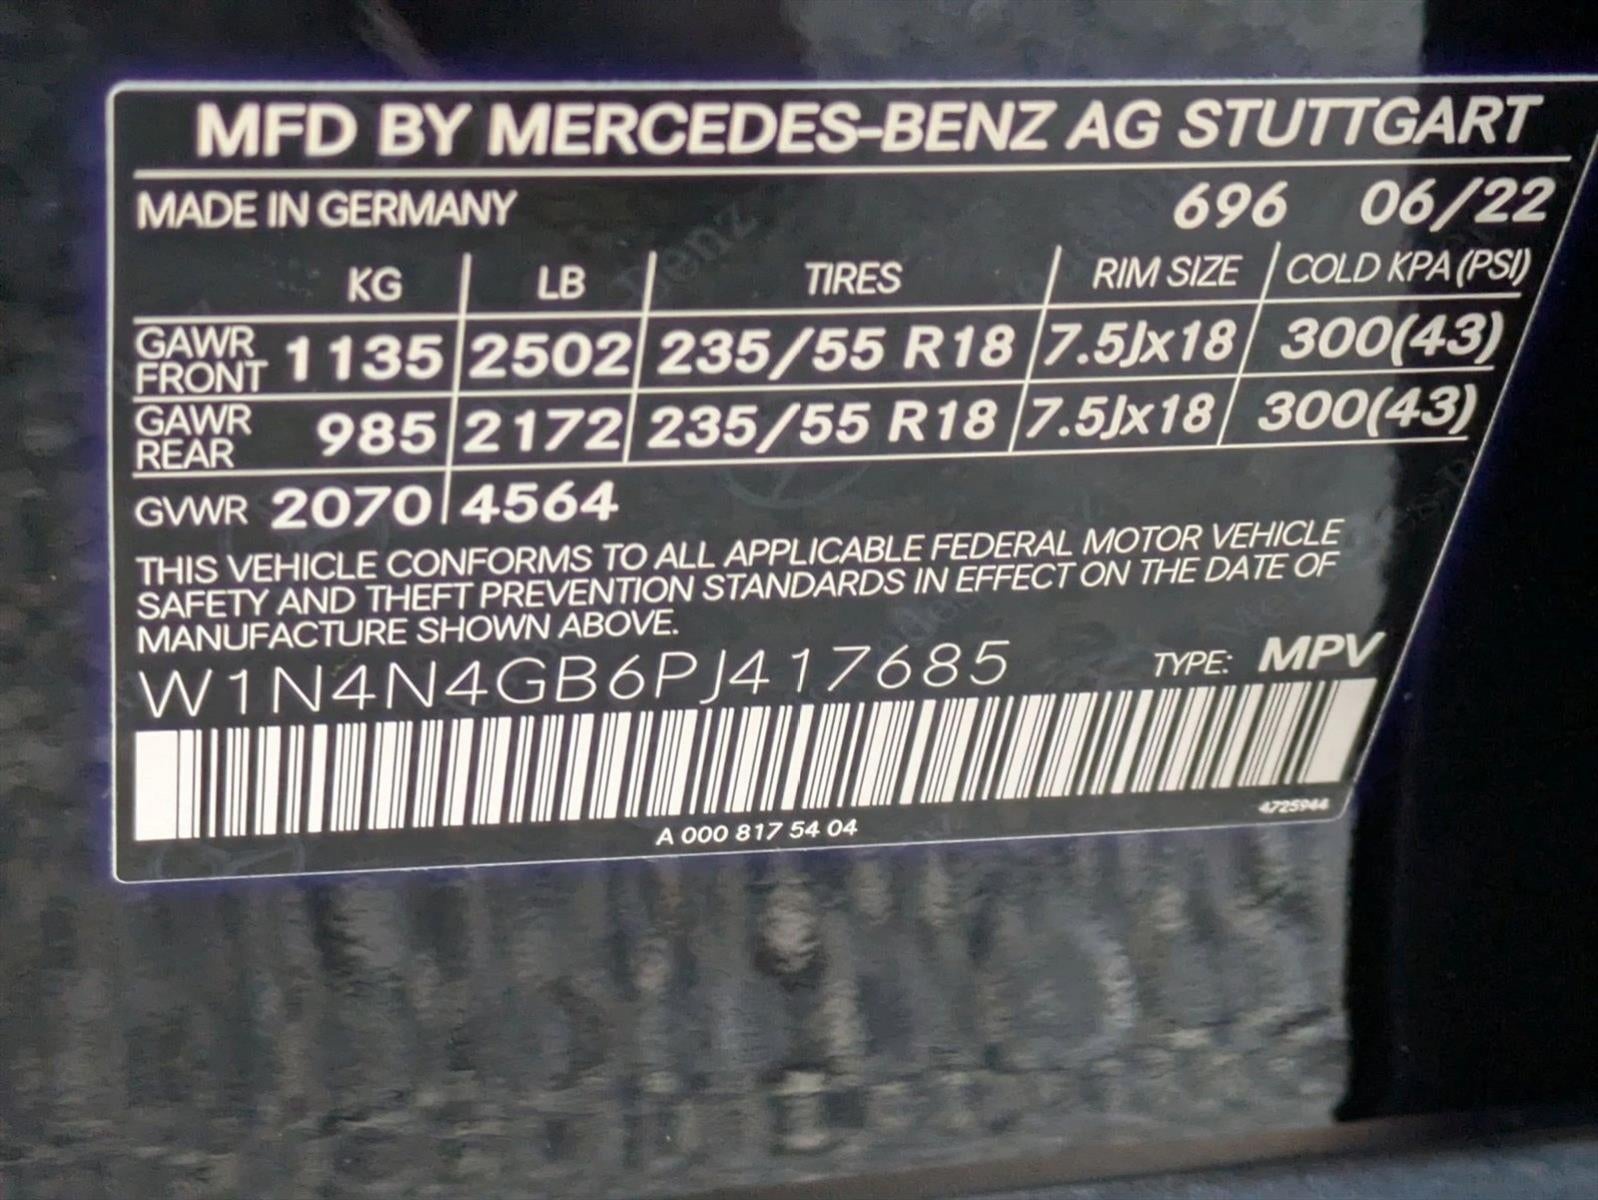 MFD BY MERCEDES-BENZ AG STUTTGART
MADE IN GERMANY 696 06/22
KG LB TIRES RIM SIZE COLD KPA (PSI)
GAWR FRONT 1135 2502 235/55 R18 7.5Jx18 300(43)
GAWR REAR 985 2172 235/55 R18 7.5Jx18 300(43)
GVWR 2070 4564
THIS VEHICLE CONFORMS TO ALL APPLICABLE FEDERAL MOTOR VEHICLE
SAFETY AND THEFT PREVENTION STANDARDS IN EFFECT ON THE DATE OF
MANUFACTURE SHOWN ABOVE.
W1N4N4GB6PJ417685 TYPE: MPV
4725944
A 000 817 54 04